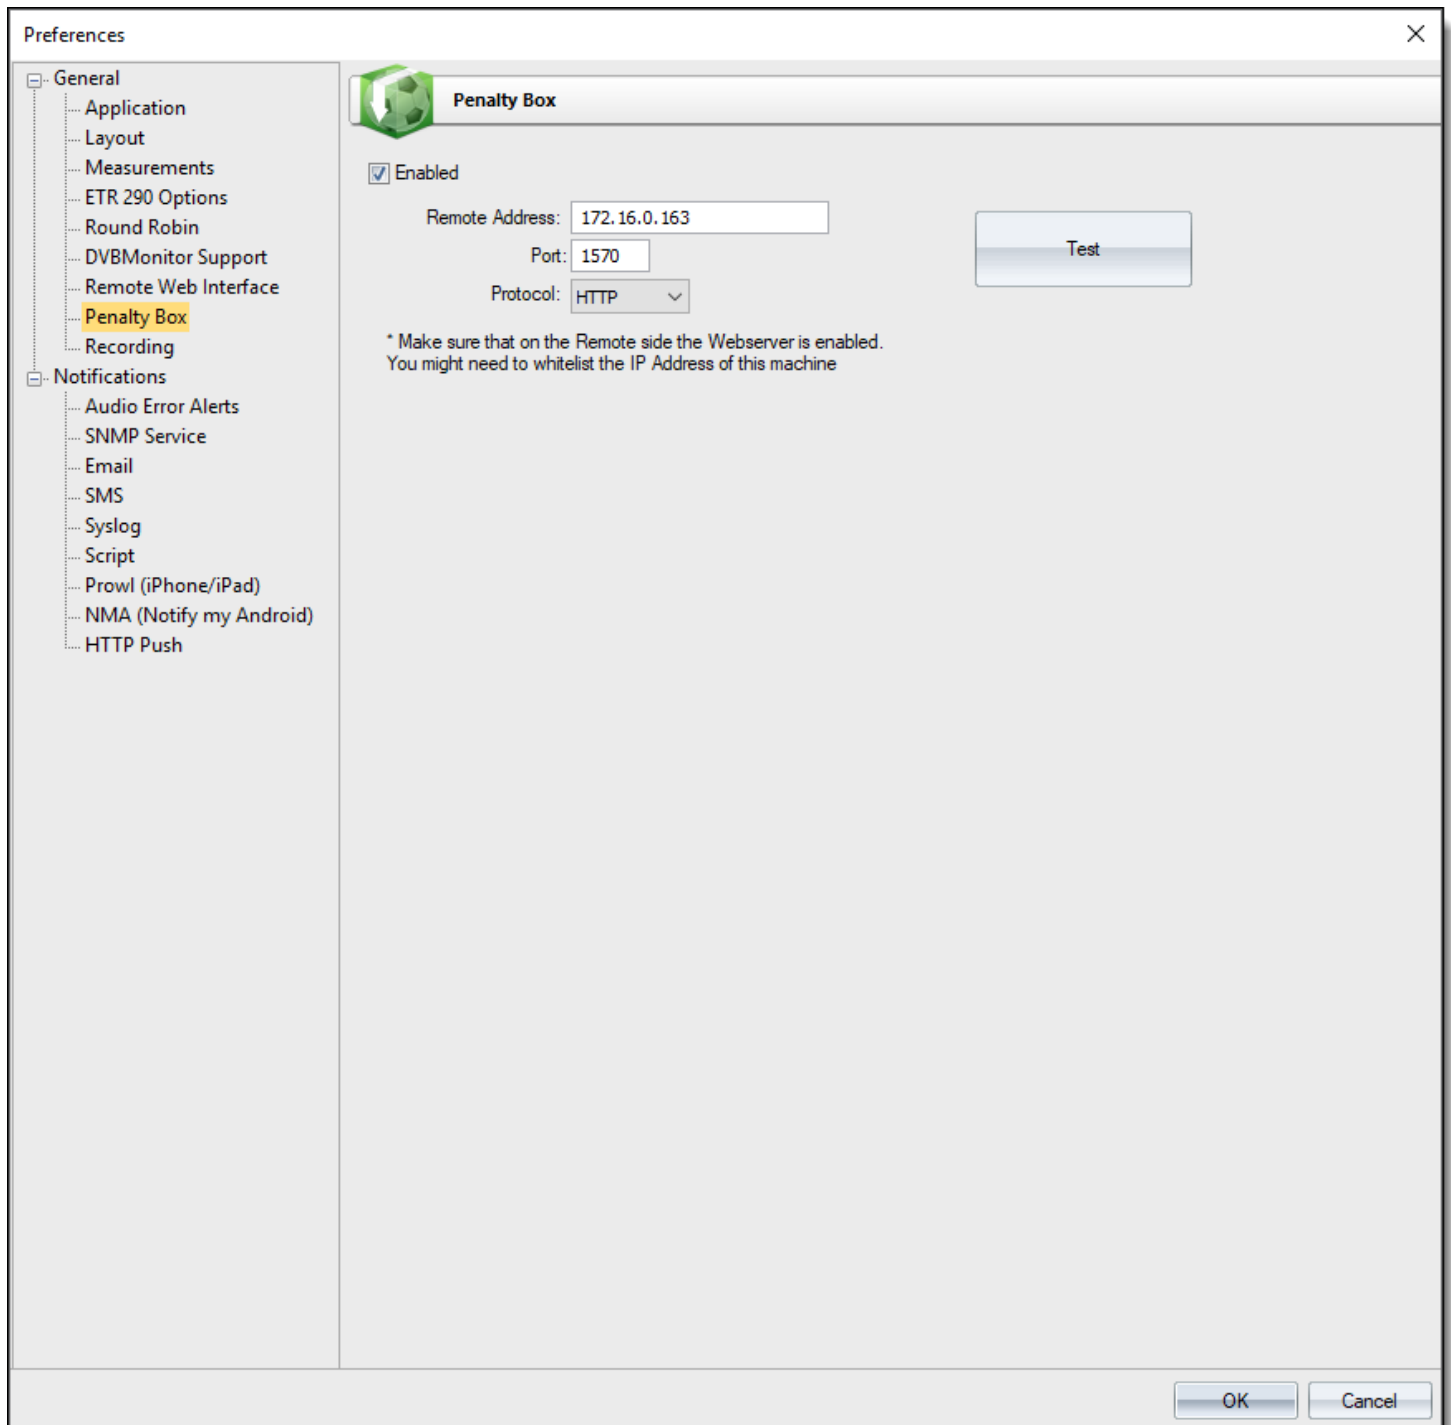 Preferences
General
Application
Layout
Measurements
ETR 290 Options
Round Robin
DVBMonitor Support
Remote Web Interface
Penalty Box
Recording
Notifications
Audio Error Alerts
SNMP Service
Email
SMS
Syslog
Script
Prowl (iPhone/iPad)
NMA (Notify my Android)
HTTP Push
Penalty Box
Enabled
Remote Address: 172.16.0.163
Port: 1570
Protocol: HTTP
Test
* Make sure that on the Remote side the Webserver is enabled.
You might need to whitelist the IP Address of this machine
OK Cancel